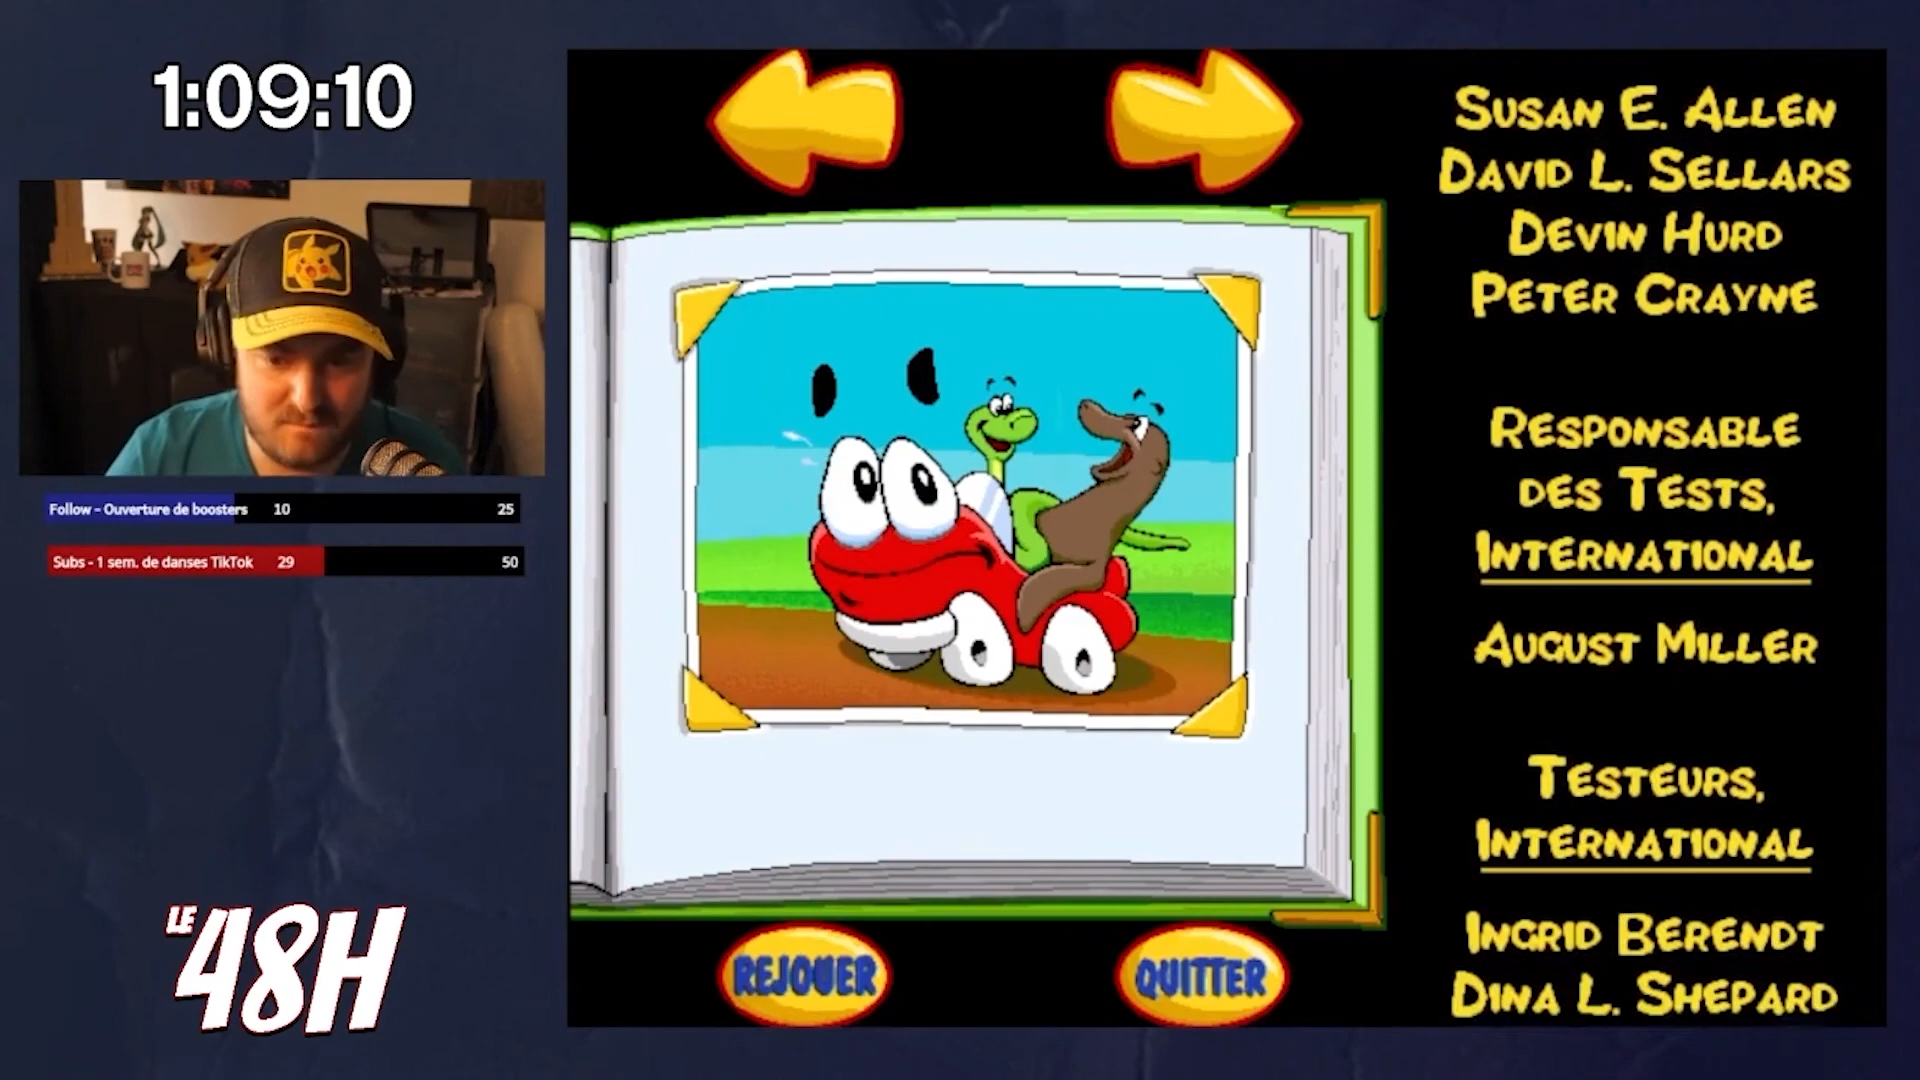 1:09:10
Follow - Ouverture de boosters 10 25
Subs - 1 sem. de danses TikTok 29 50
LE
48H
REJOUER
QUITTER
SUSAN E. ALLEN
DAVID L. SELLARS
DEVIN HURD
PETER CRAYNE
RESPONSABLE
DES TESTS,
INTERNATIONAL
AUGUST MILLER
TESTEURS,
INTERNATIONAL
INGRID BERENDT
DINA L. SHEPARD